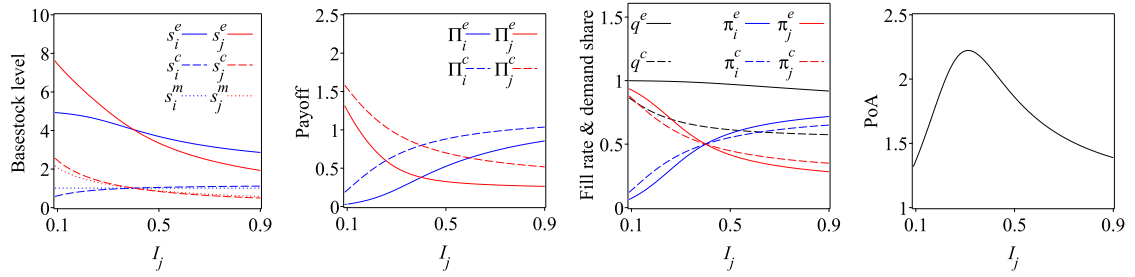 10
8
6
4
2
0
0.1
0.5
0.9
Basestock level
I_j
s_i^e
s_j^e
s_i^c
s_j^c
s_i^m
s_j^m
2
1.5
1
0.5
0
0.1
0.5
0.9
Payoff
I_j
Π_i^e
Π_j^e
Π_i^c
Π_j^c
1.5
1
0.5
0
0.1
0.5
0.9
Fill rate & demand share
I_j
q^e
π_i^e
π_j^e
q^c
π_i^c
π_j^c
2.5
2
1.5
1
0.1
0.5
0.9
PoA
I_j